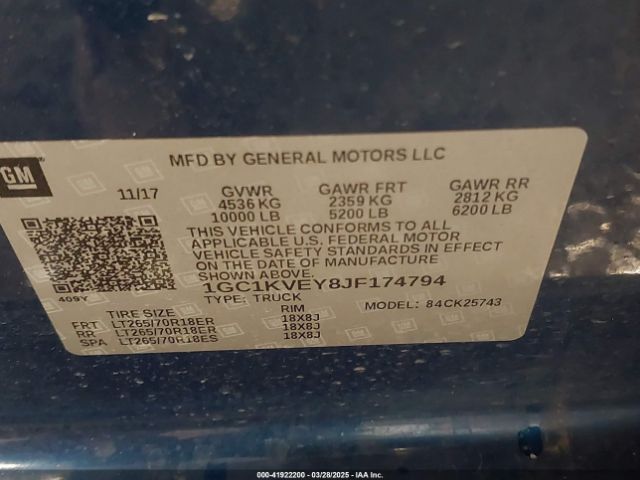 GM
MFD BY GENERAL MOTORS LLC
11/17 GVWR GAWR FRT GAWR RR
4536 KG 2359 KG 2812 KG
10000 LB 5200 LB 6200 LB
THIS VEHICLE CONFORMS TO ALL
APPLICABLE U.S. FEDERAL MOTOR
VEHICLE SAFETY STANDARDS IN EFFECT
ON THE DATE OF MANUFACTURE
SHOWN ABOVE.
1GC1KVEY8JF174794
409Y TYPE: TRUCK MODEL: 84CK25743
TIRE SIZE RIM
FRT LT265/70R18ER 18X8J
RR LT265/70R18ER 18X8J
SPA LT265/70R18ES 18X8J
000-41922200 | 03/28/2025 | IAA Inc.